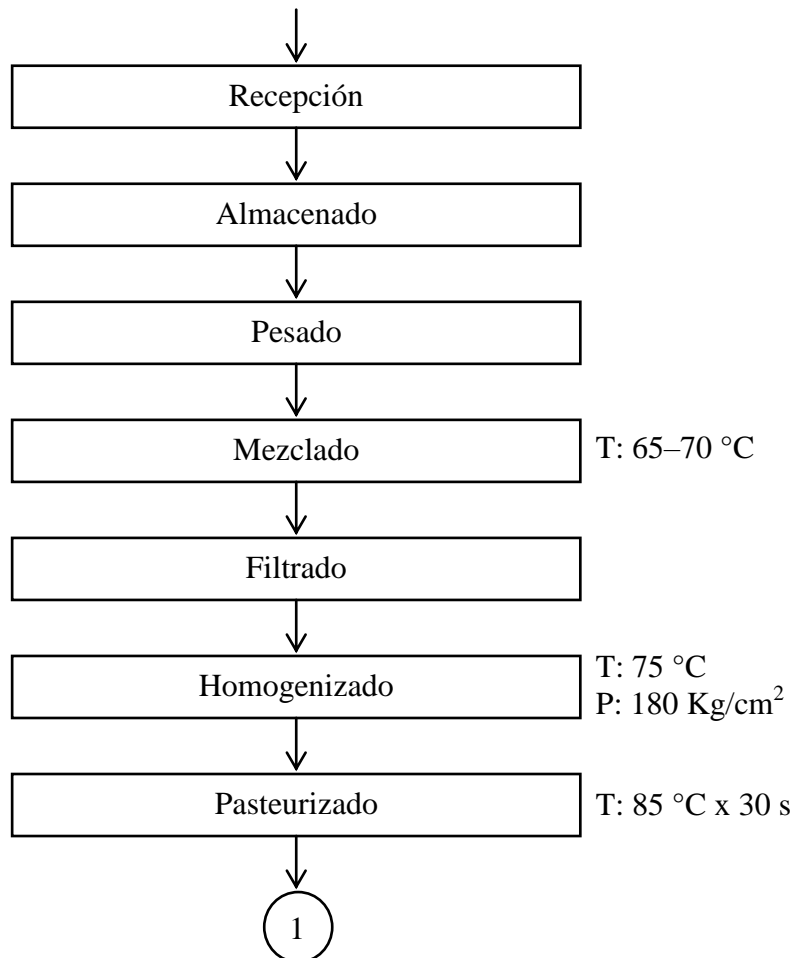 Recepción
Almacenado
Pesado
Mezclado
T: 65–70 °C
Filtrado
Homogenizado
T: 75 °C
P: 180 Kg/cm²
Pasteurizado
T: 85 °C x 30 s
1